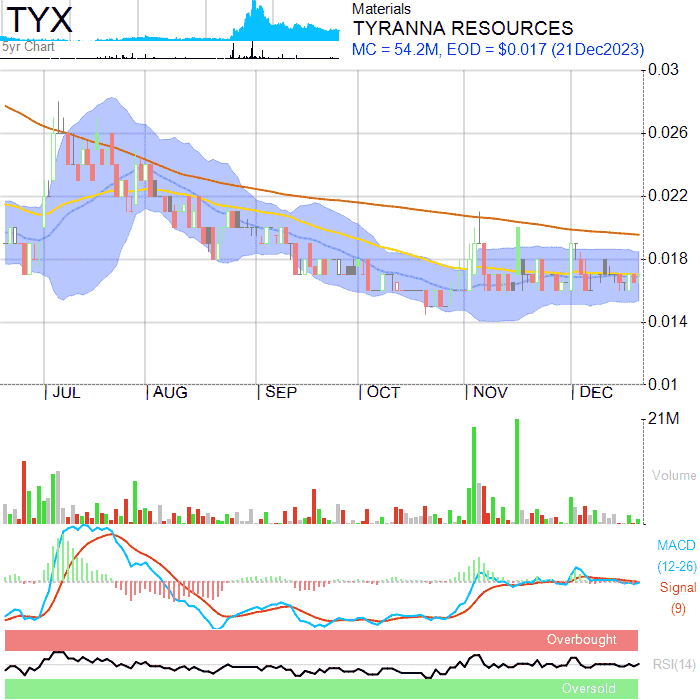 TYX
5yr Chart
Materials
TYRANNA RESOURCES
MC = 54.2M, EOD = $0.017 (21Dec2023)
0.03
0.026
0.022
0.018
0.014
0.01
JUL AUG SEP OCT NOV DEC
21M
Volume
MACD
(12-26)
Signal
(9)
Overbought
RSI(14)
Oversold